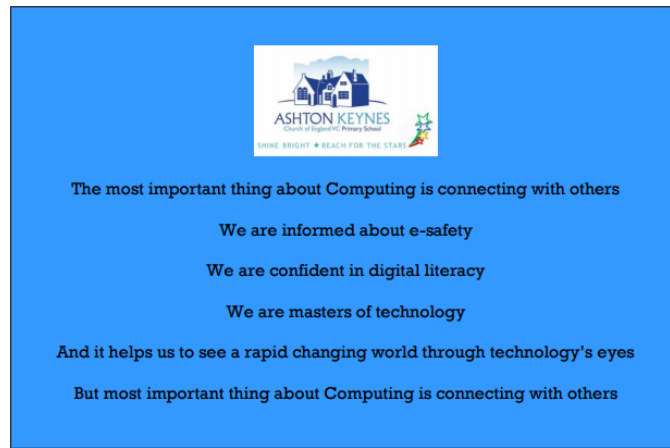 ASHTON KEYNES
Church of England VC Primary School
SHINE BRIGHT ★ REACH FOR THE STARS
The most important thing about Computing is connecting with others
We are informed about e-safety
We are confident in digital literacy
We are masters of technology
And it helps us to see a rapid changing world through technology’s eyes
But most important thing about Computing is connecting with others